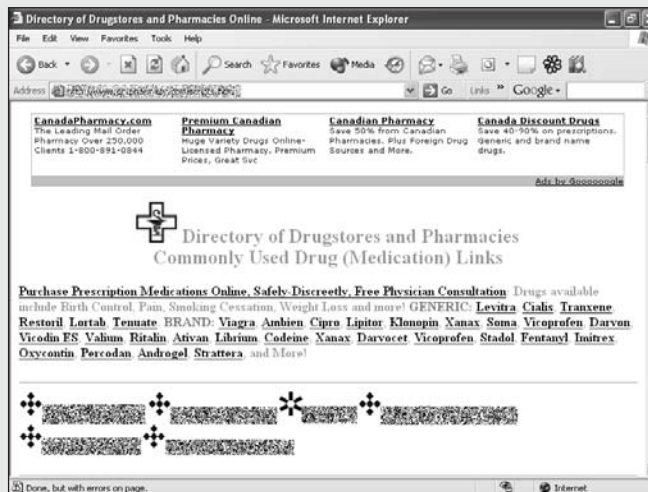 Directory of Drugstores and Pharmacies Online - Microsoft Internet Explorer
File Edit View Favorites Tools Help
Back Search Favorites Media
Address Go Links » Google -
CanadaPharmacy.com
The Leading Mail Order
Pharmacy Over 250,000
Clients 1-800-891-0844
Premium Canadian
Pharmacy
Huge Variety Drugs Online-
Licensed Pharmacy, Premium
Prices, Great Svc
Canadian Pharmacy
Save 50% from Canadian
Pharmacies. Plus Foreign Drug
Sources and More.
Canada Discount Drugs
Save 40-90% on prescriptions.
Generic and brand name
drugs.
Ads by Goooooogle
Directory of Drugstores and Pharmacies
Commonly Used Drug (Medication) Links
Purchase Prescription Medications Online, Safely-Discreetly, Free Physician Consultation: Drugs available
include Birth Control, Pain, Smoking Cessation, Weight Loss and more! GENERIC: Levitra, Cialis, Tranxene,
Restoril, Lortab, Tenuate, BRAND: Viagra, Ambien, Cipro, Lipitor, Klonopin, Xanax, Soma, Vicoprofen, Darvon,
Vicodin ES, Valium, Ritalin, Ativan, Librium, Codeine, Xanax, Darvocet, Vicoprofen, Stadol, Fentanyl, Imitrex,
Oxycontin, Percodan, Androgel, Strattera, and More!
Done, but with errors on page. Internet